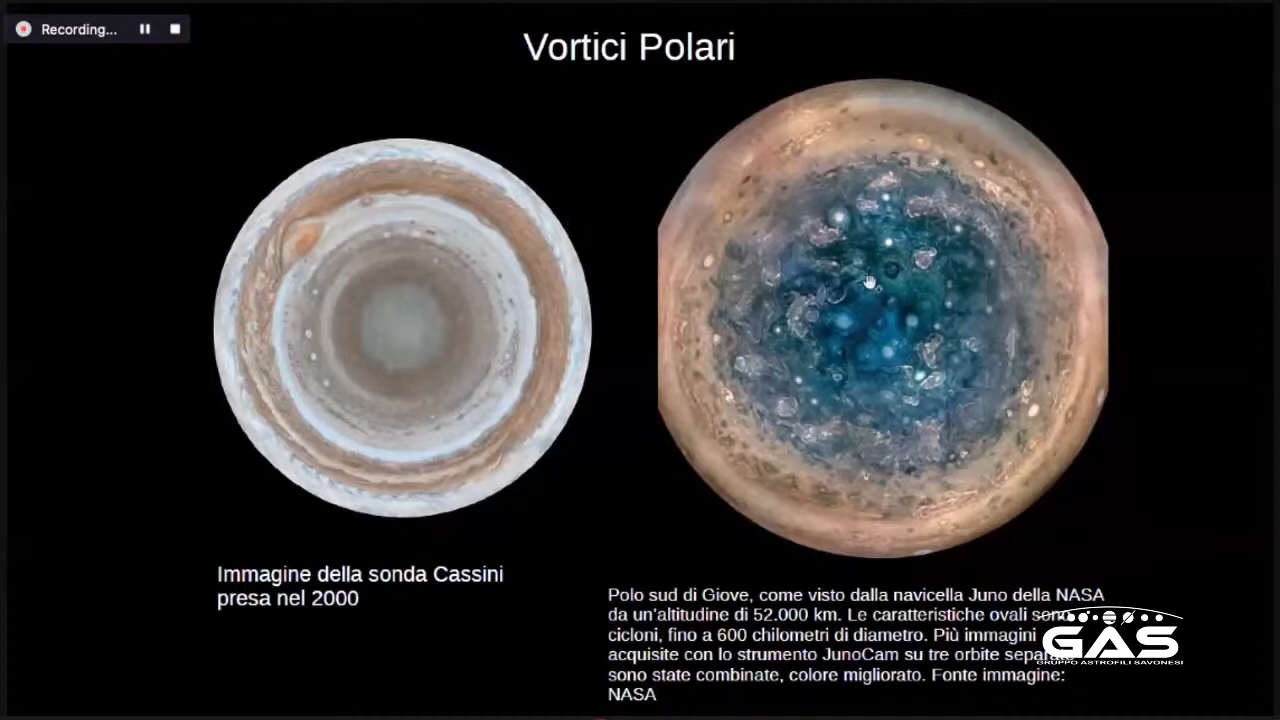 Recording...
Vortici Polari
Immagine della sonda Cassini
presa nel 2000
Polo sud di Giove, come visto dalla navicella Juno della NASA
da un'altitudine di 52.000 km. Le caratteristiche ovali sono
cicloni, fino a 600 chilometri di diametro. Più immagini
acquisite con lo strumento JunoCam su tre orbite separate
sono state combinate, colore migliorato. Fonte immagine:
NASA
GAS
GRUPPO ASTROFILI SAVONESI